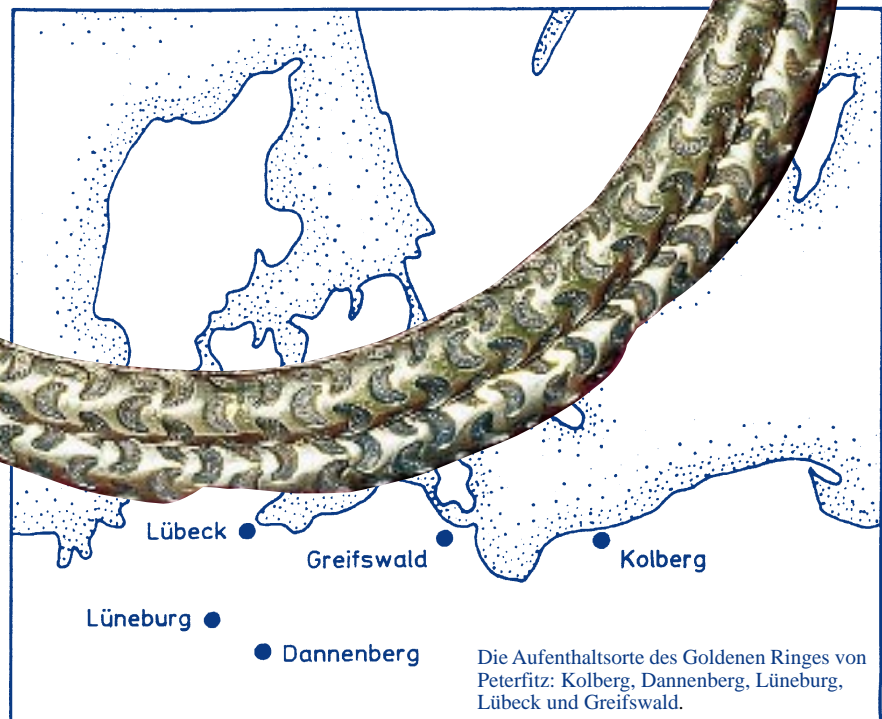 Lübeck
Greifswald
Kolberg
Lüneburg
Dannenberg
Die Aufenthaltsorte des Goldenen Ringes von
Peterfitz: Kolberg, Dannenberg, Lüneburg,
Lübeck und Greifswald.